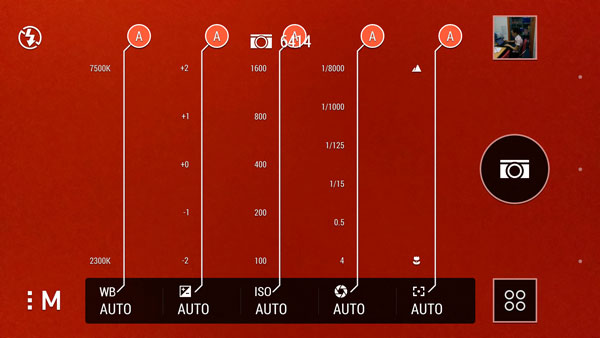 A A A A A
6414
7500K +2 1600 1/8000
+1 800 1/1000
1/125
+0 400
1/15
-1 200
0.5
2300K -2 100 4
M
WB ISO
AUTO AUTO AUTO AUTO AUTO